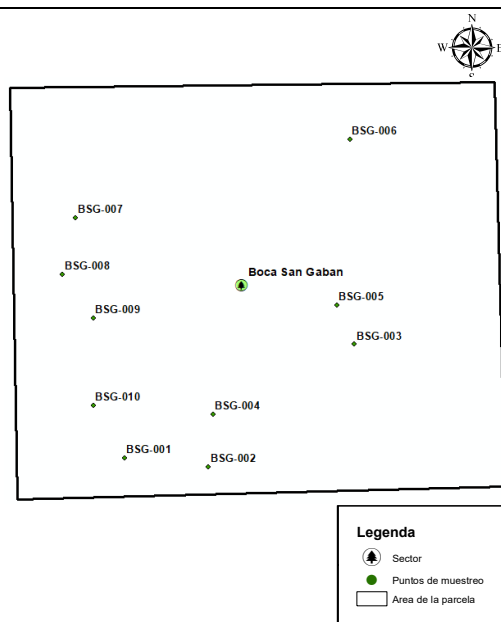 N
W
E
S
BSG-006
BSG-007
BSG-008
Boca San Gaban
BSG-009
BSG-005
BSG-003
BSG-010
BSG-004
BSG-001
BSG-002
Legenda
Sector
Puntos de muestreo
Area de la parcela